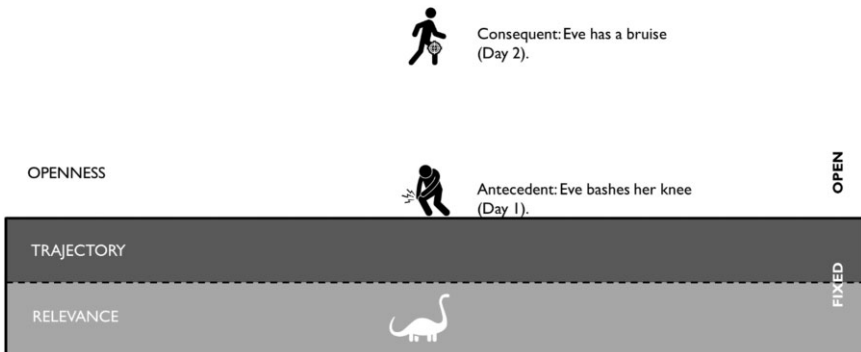 Consequent: Eve has a bruise
(Day 2).
OPENNESS
OPEN
Antecedent: Eve bashes her knee
(Day 1).
TRAJECTORY
FIXED
RELEVANCE